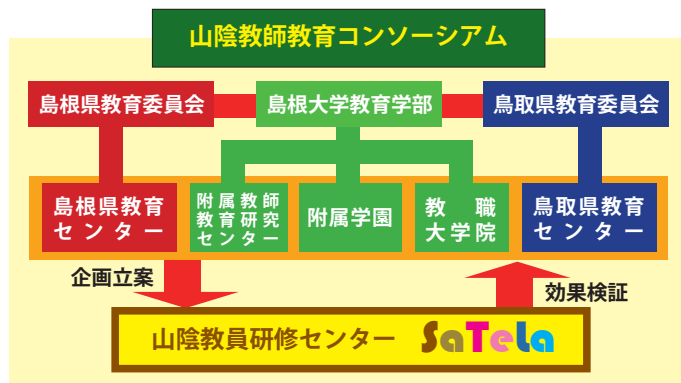 山陰教師教育コンソーシアム
島根県教育委員会
島根大学教育学部
鳥取県教育委員会
島根県教育
センター
附属教師
教育研究
センター
附属学園
教職
大学院
鳥取県教育
センター
企画立案
効果検証
山陰教員研修センター SaTeLa